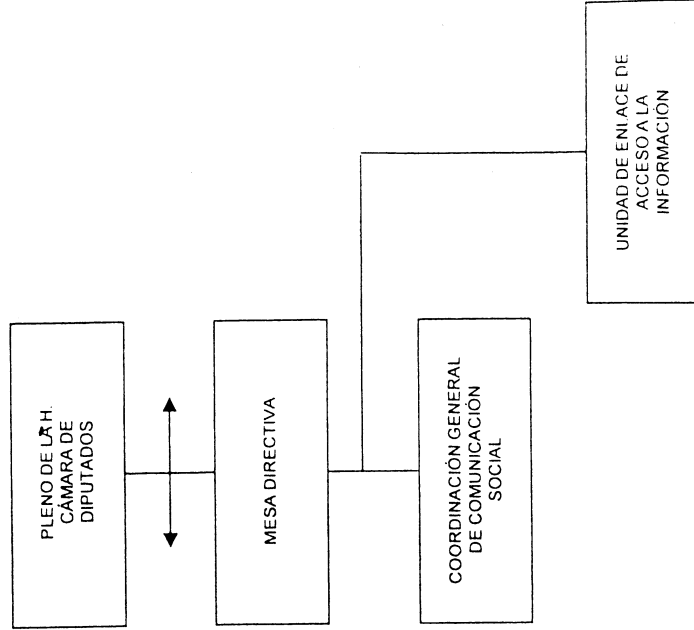 PLENO DE LA H.
CÁMARA DE
DIPUTADOS
MESA DIRECTIVA
COORDINACIÓN GENERAL
DE COMUNICACIÓN
SOCIAL
UNIDAD DE ENLACE DE
ACCESO A LA
INFORMACIÓN